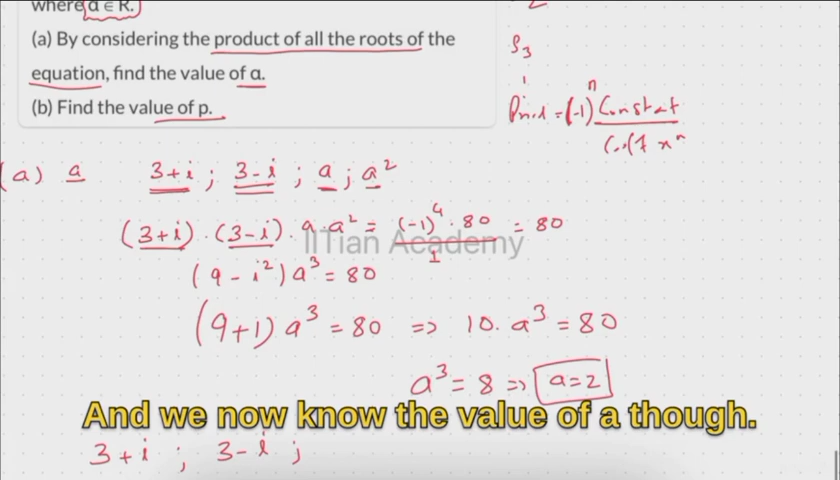 where a ∈ R.
(a) By considering the product of all the roots of the
equation, find the value of a.
(b) Find the value of p.
S₃
Prod = (-1)ⁿ Constat
xⁿ
(a) a 3+i ; 3-i ; a ; a²
(3+i) · (3-i) · a · a² = (-1)⁴ · 80 / 1 = 80
IITian Academy
(9 - i²) a³ = 80
(9+1) a³ = 80 => 10. a³ = 80
a³ = 8 => a=2
And we now know the value of a though.
3+i ; 3-i ;